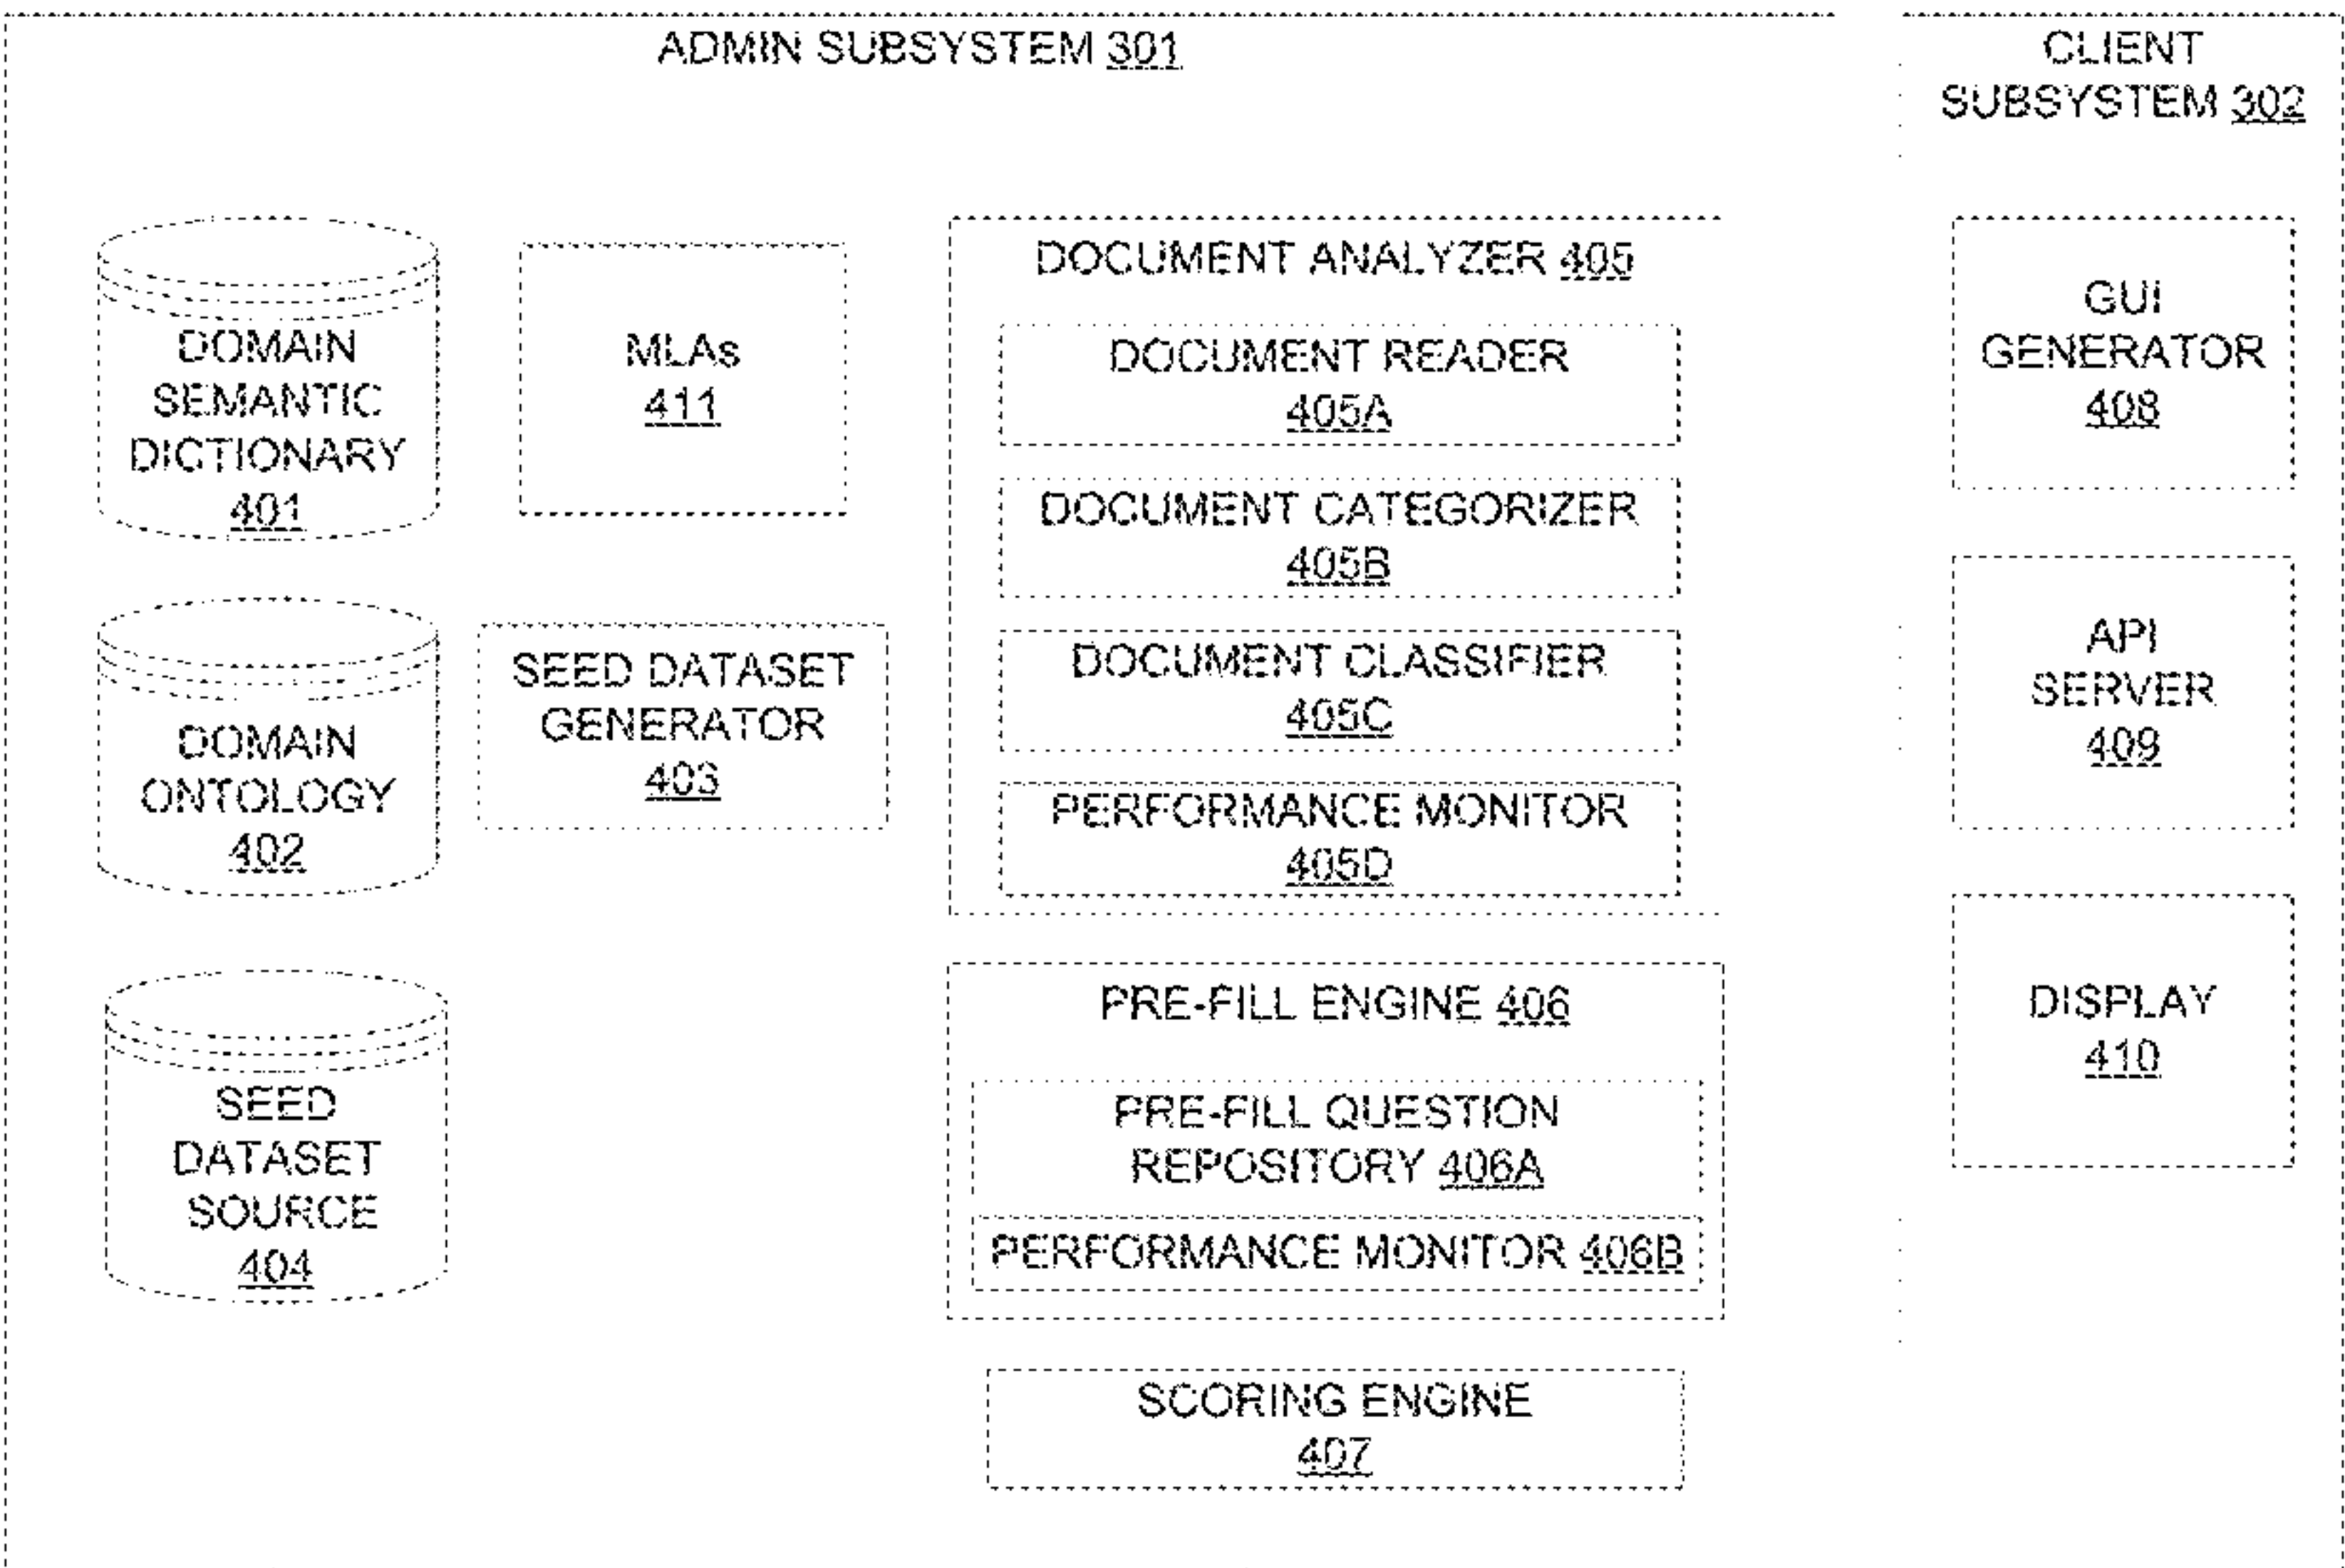 ADMIN SUBSYSTEM 301
DOMAIN
SEMANTIC
DICTIONARY
401
DOMAIN
ONTOLOGY
402
SEED
DATASET
SOURCE
404
MLAs
411
SEED DATASET
GENERATOR
403
DOCUMENT ANALYZER 405
DOCUMENT READER
405A
DOCUMENT CATEGORIZER
405B
DOCUMENT CLASSIFIER
405C
PERFORMANCE MONITOR
405D
PRE-FILL ENGINE 406
PRE-FILL QUESTION
REPOSITORY 406A
PERFORMANCE MONITOR 406B
SCORING ENGINE
407
CLIENT
SUBSYSTEM 302
GUI
GENERATOR
408
API
SERVER
409
DISPLAY
410